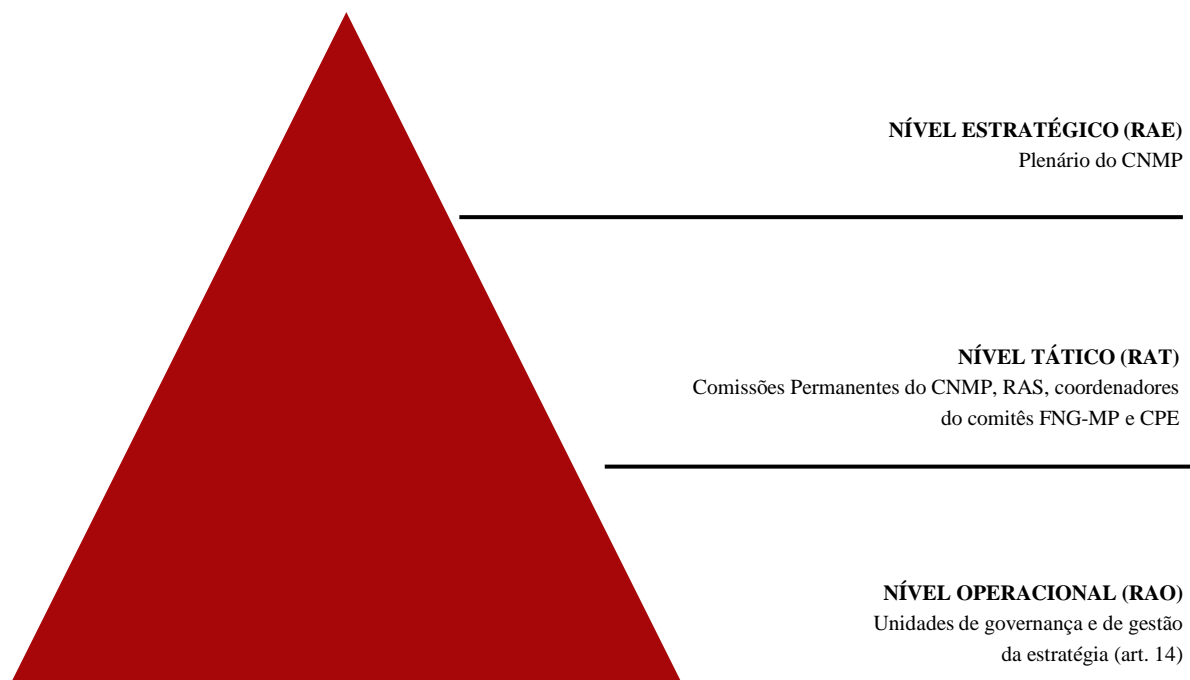 NÍVEL ESTRATÉGICO (RAE)
Plenário do CNMP
NÍVEL TÁTICO (RAT)
Comissões Permanentes do CNMP, RAS, coordenadores
do comitês FNG-MP e CPE
NÍVEL OPERACIONAL (RAO)
Unidades de governança e de gestão
da estratégia (art. 14)